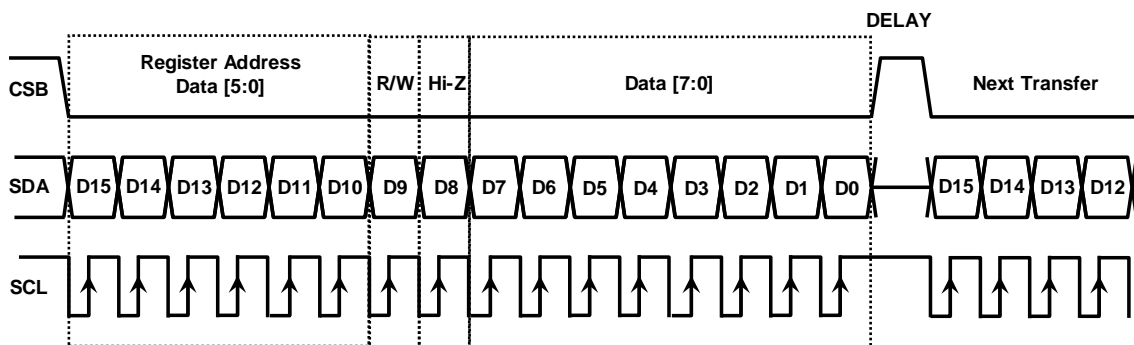 DELAY
Register Address
Data [5:0]
R/W
Hi-Z
Data [7:0]
Next Transfer
CSB
SDA
D15
D14
D13
D12
D11
D10
D9
D8
D7
D6
D5
D4
D3
D2
D1
D0
D15
D14
D13
D12
SCL